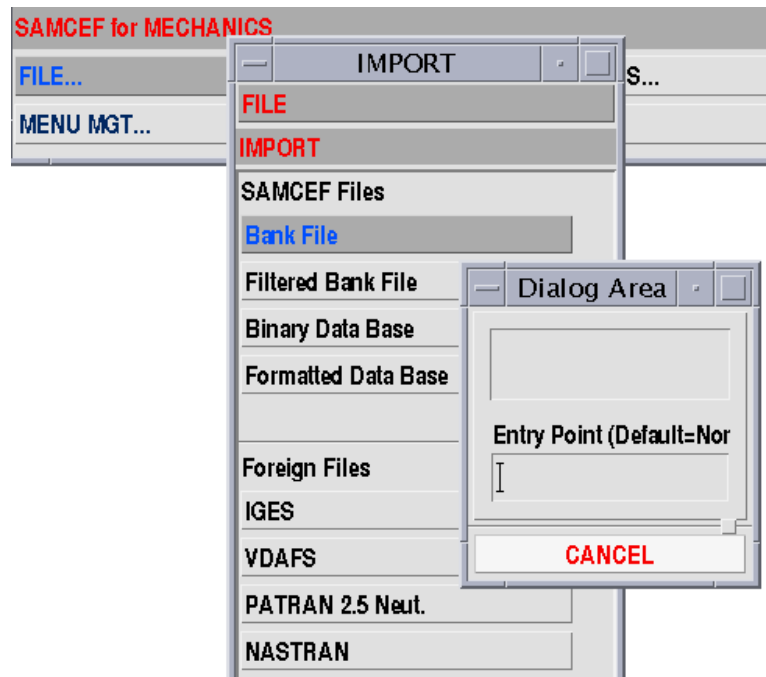 SAMCEF for MECHANICS
FILE...
S...
MENU MGT...
IMPORT
FILE
IMPORT
SAMCEF Files
Bank File
Filtered Bank File
Binary Data Base
Formatted Data Base
Foreign Files
IGES
VDAFS
PATRAN 2.5 Neut.
NASTRAN
Dialog Area
Entry Point (Default=Nor
CANCEL